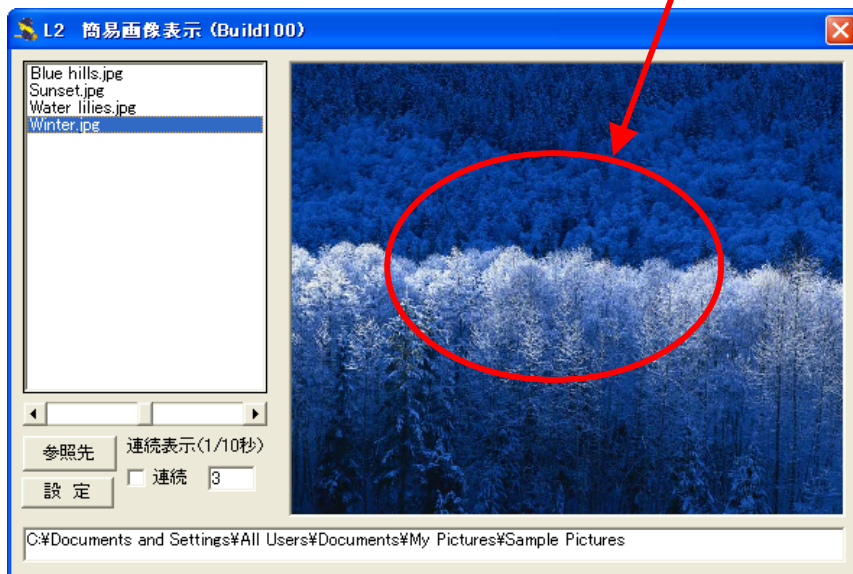 L2 簡易画像表示 (Build100)
Blue hills.jpg
Sunset.jpg
Water lilies.jpg
Winter.jpg
参照先
連続表示(1/10秒)
連続 3
設 定
C:¥Documents and Settings¥All Users¥Documents¥My Pictures¥Sample Pictures